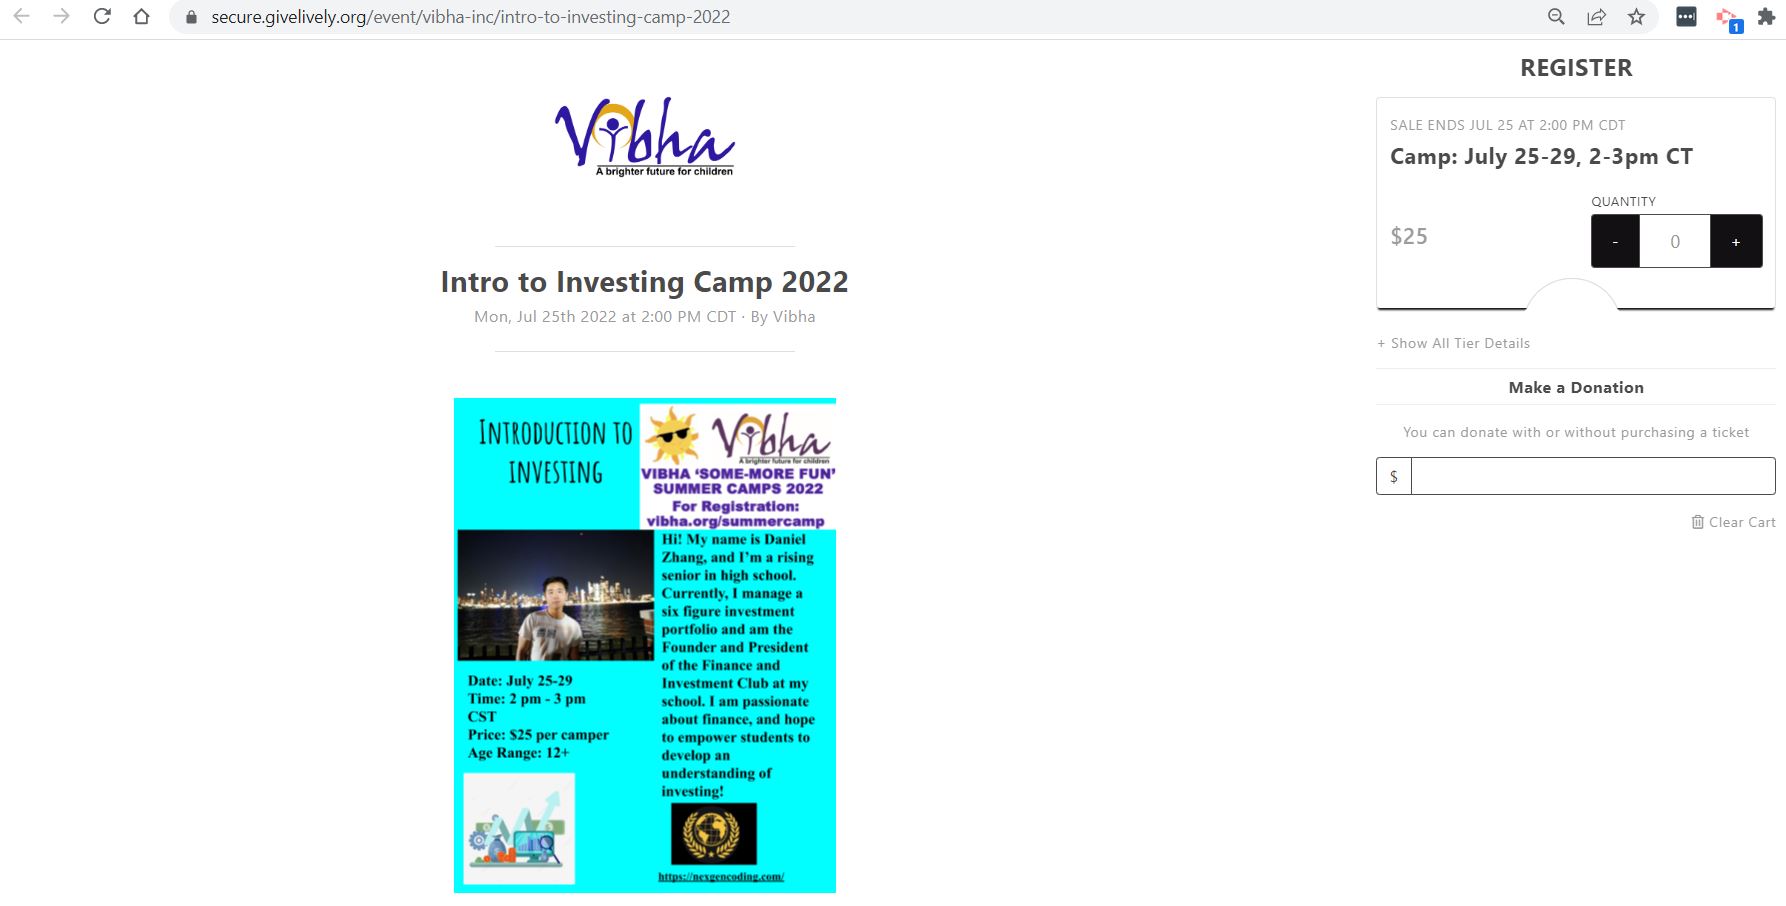 secure.givelively.org/event/vibha-inc/intro-to-investing-camp-2022
1
Vibha
A brighter future for children
Intro to Investing Camp 2022
Mon, Jul 25th 2022 at 2:00 PM CDT · By Vibha
INTRODUCTION TO
INVESTING
Vibha
A brighter future for children
VIBHA ‘SOME-MORE FUN’
SUMMER CAMPS 2022
For Registration:
vibha.org/summercamp
Hi! My name is Daniel
Zhang, and I’m a rising
senior in high school.
Currently, I manage a
six figure investment
portfolio and am the
Founder and President
of the Finance and
Investment Club at my
school. I am passionate
about finance, and hope
to empower students to
develop an
understanding of
investing!
Date: July 25-29
Time: 2 pm - 3 pm
CST
Price: $25 per camper
Age Range: 12+
https://nexgencoding.com/
REGISTER
SALE ENDS JUL 25 AT 2:00 PM CDT
Camp: July 25-29, 2-3pm CT
QUANTITY
$25
- 0 +
+ Show All Tier Details
Make a Donation
You can donate with or without purchasing a ticket
$
Clear Cart